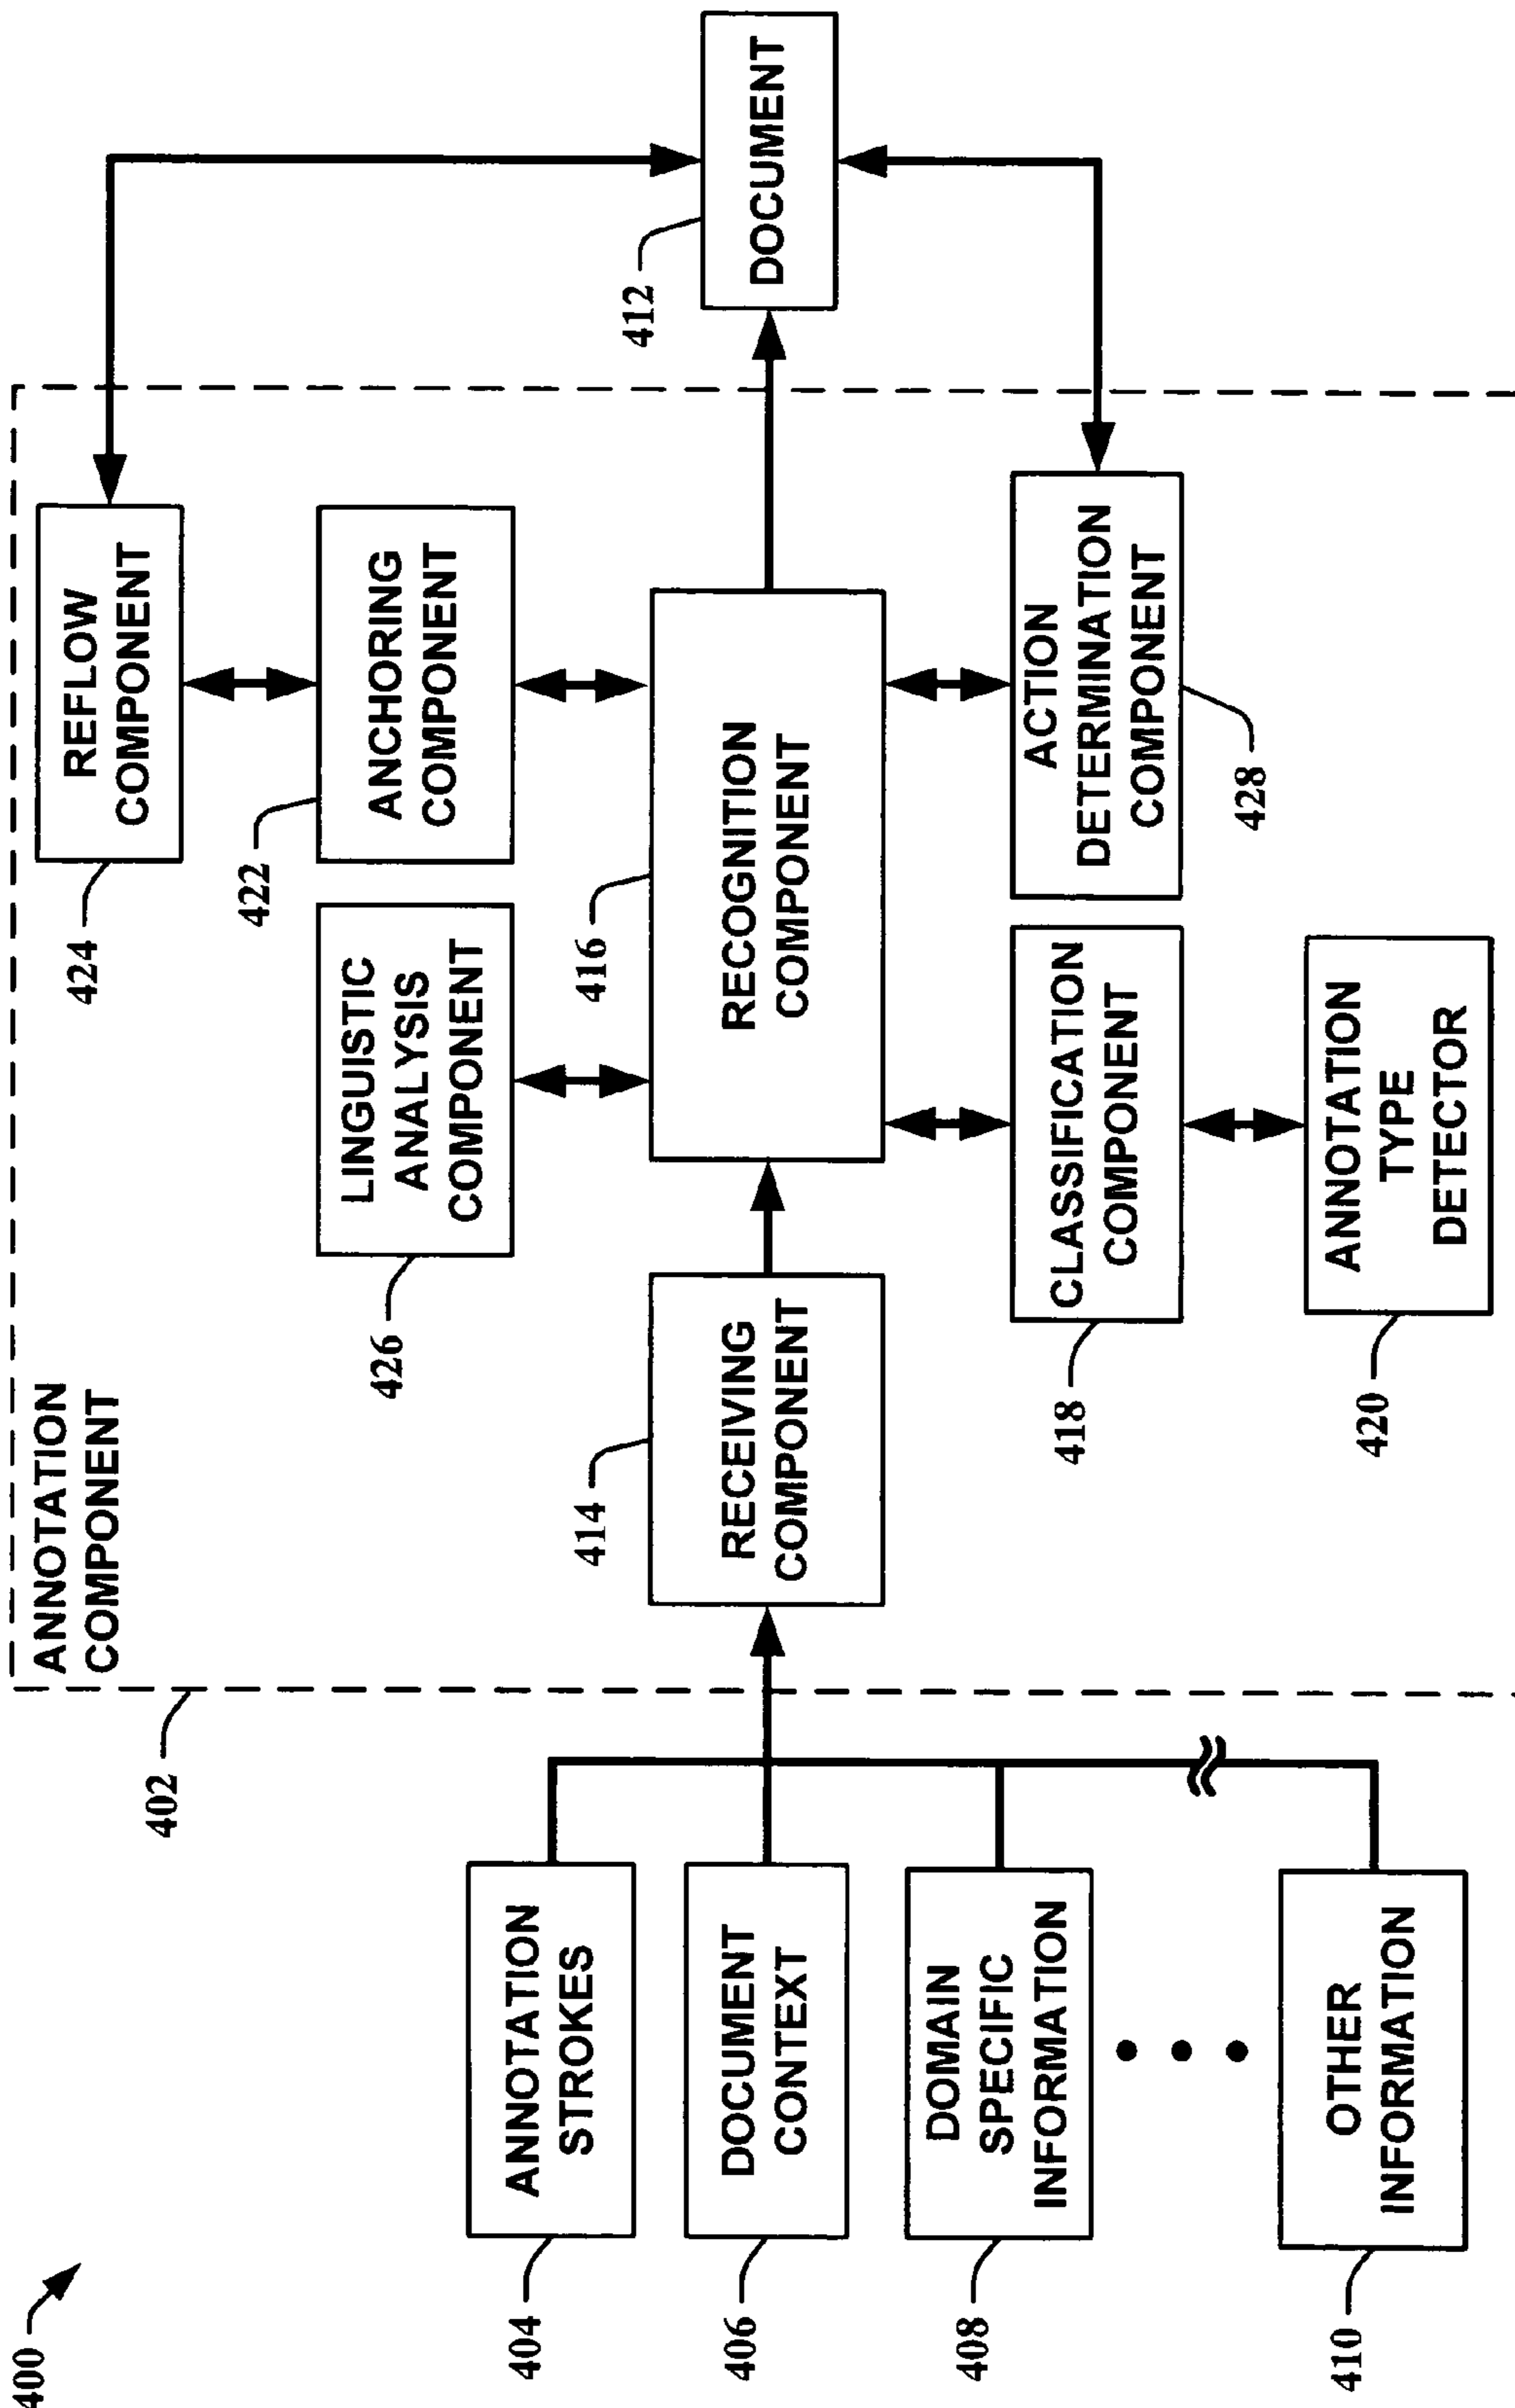 400
402
ANNOTATION
COMPONENT
404
ANNOTATION
STROKES
406
DOCUMENT
CONTEXT
408
DOMAIN
SPECIFIC
INFORMATION
410
OTHER
INFORMATION
414
RECEIVING
COMPONENT
416
RECOGNITION
COMPONENT
426
LINGUISTIC
ANALYSIS
COMPONENT
422
ANCHORING
COMPONENT
424
REFLOW
COMPONENT
418
CLASSIFICATION
COMPONENT
420
ANNOTATION
TYPE
DETECTOR
428
ACTION
DETERMINATION
COMPONENT
412
DOCUMENT